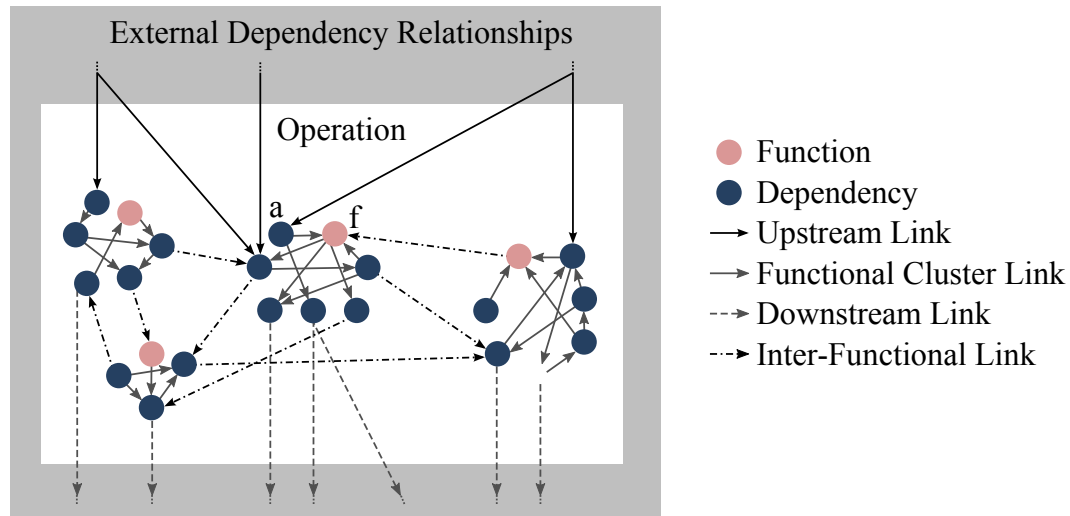 External Dependency Relationships
Operation
a
f
Function
Dependency
Upstream Link
Functional Cluster Link
Downstream Link
Inter-Functional Link